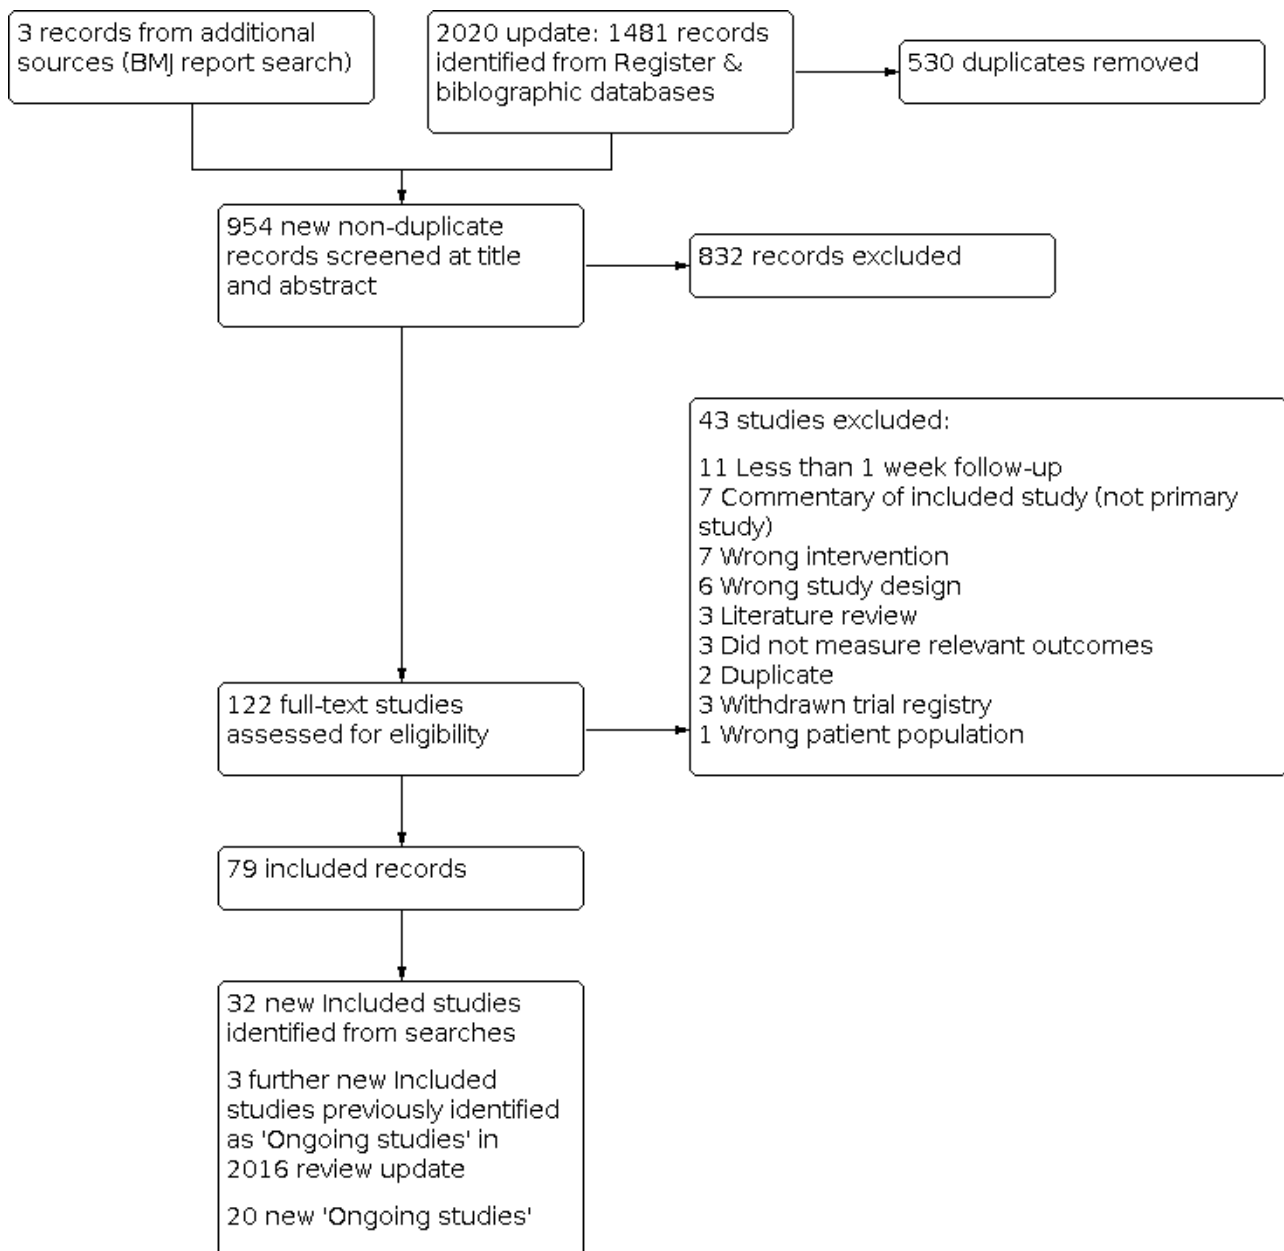 3 records from additional
sources (BMJ report search)
2020 update: 1481 records
identified from Register &
biblographic databases
530 duplicates removed
954 new non-duplicate
records screened at title
and abstract
832 records excluded
43 studies excluded:
11 Less than 1 week follow-up
7 Commentary of included study (not primary
study)
7 Wrong intervention
6 Wrong study design
3 Literature review
3 Did not measure relevant outcomes
2 Duplicate
3 Withdrawn trial registry
1 Wrong patient population
122 full-text studies
assessed for eligibility
79 included records
32 new Included studies
identified from searches
3 further new Included
studies previously identified
as 'Ongoing studies' in
2016 review update
20 new 'Ongoing studies'